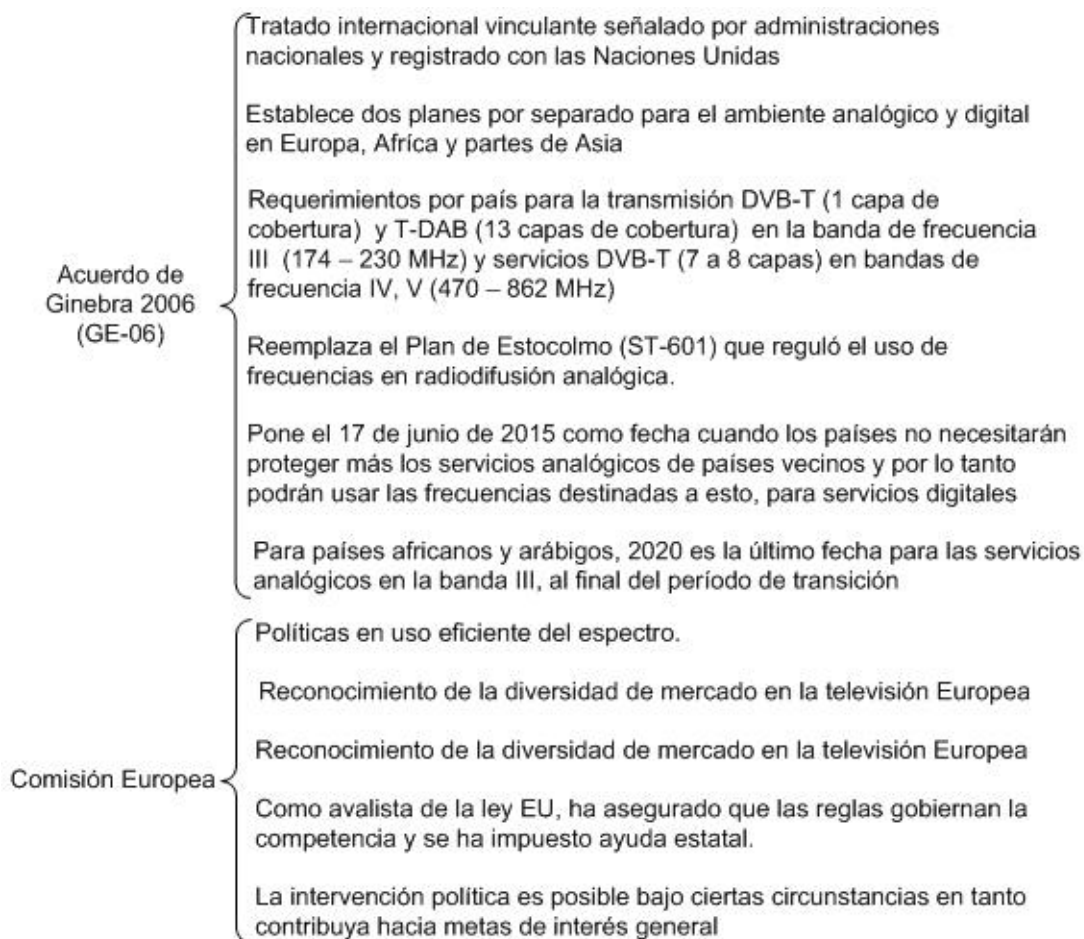 Tratado internacional vinculante señalado por administraciones
nacionales y registrado con las Naciones Unidas
Establece dos planes por separado para el ambiente analógico y digital
en Europa, Afríca y partes de Asia
Requerimientos por país para la transmisión DVB-T (1 capa de
cobertura) y T-DAB (13 capas de cobertura) en la banda de frecuencia
III (174 – 230 MHz) y servicios DVB-T (7 a 8 capas) en bandas de
frecuencia IV, V (470 – 862 MHz)
Acuerdo de
Ginebra 2006
(GE-06)
Reemplaza el Plan de Estocolmo (ST-601) que reguló el uso de
frecuencias en radiodifusión analógica.
Pone el 17 de junio de 2015 como fecha cuando los países no necesitarán
proteger más los servicios analógicos de países vecinos y por lo tanto
podrán usar las frecuencias destinadas a esto, para servicios digitales
Para países africanos y arábigos, 2020 es la último fecha para las servicios
analógicos en la banda III, al final del período de transición
Políticas en uso eficiente del espectro.
Reconocimiento de la diversidad de mercado en la televisión Europea
Reconocimiento de la diversidad de mercado en la televisión Europea
Comisión Europea
Como avalista de la ley EU, ha asegurado que las reglas gobiernan la
competencia y se ha impuesto ayuda estatal.
La intervención política es posible bajo ciertas circunstancias en tanto
contribuya hacia metas de interés general